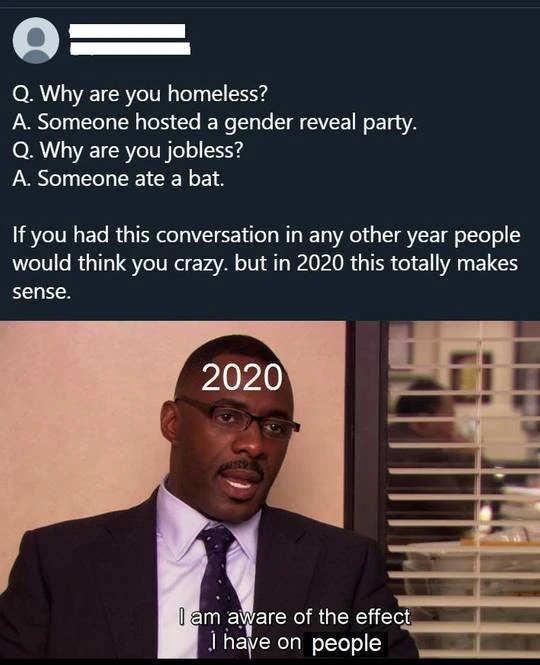 Q. Why are you homeless?
A. Someone hosted a gender reveal party.
Q. Why are you jobless?
A. Someone ate a bat.
If you had this conversation in any other year people
would think you crazy. but in 2020 this totally makes
sense.
2020
I am aware of the effect
I have on people